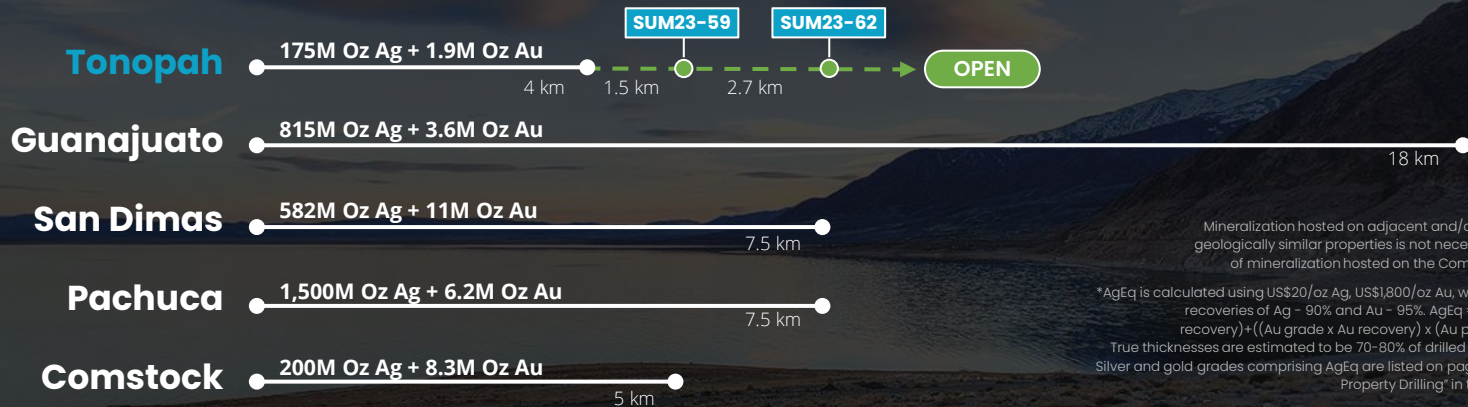 SUM23-59
SUM23-62
Tonopah
175M Oz Ag + 1.9M Oz Au
OPEN
4 km
1.5 km
2.7 km
Guanajuato
815M Oz Ag + 3.6M Oz Au
18 km
San Dimas
582M Oz Ag + 11M Oz Au
7.5 km
Pachuca
1,500M Oz Ag + 6.2M Oz Au
7.5 km
Comstock
200M Oz Ag + 8.3M Oz Au
5 km
Mineralization hosted on adjacent and/
geologically similar properties is not nece
of mineralization hosted on the Com
*AgEq is calculated using US$20/oz Ag, US$1,800/oz Au, w
recoveries of Ag - 90% and Au - 95%. AgEq =
recovery)+((Au grade x Au recovery) x (Au p
True thicknesses are estimated to be 70-80% of drilled
Silver and gold grades comprising AgEq are listed on pag
Property Drilling" in t